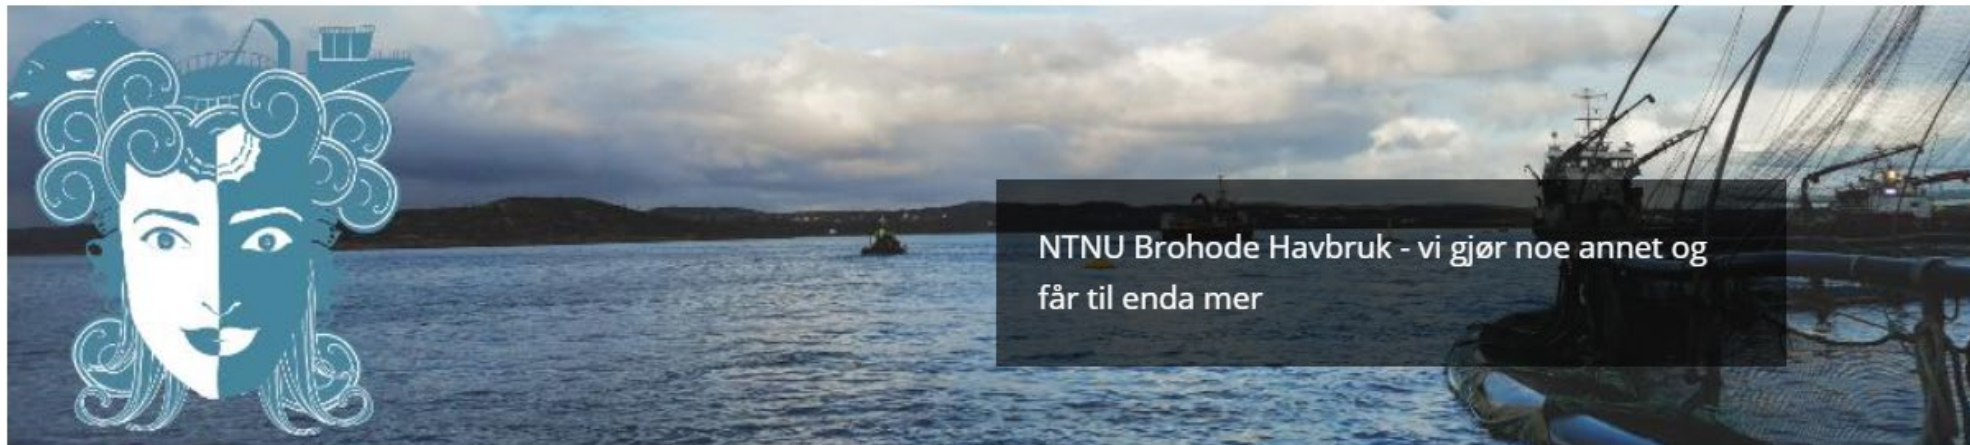 NTNU Brohode Havbruk - vi gjør noe annet og
får til enda mer